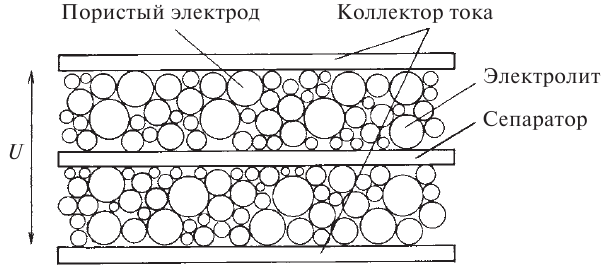 Пористый электрод
Коллектор тока
Электролит
Сепаратор
U